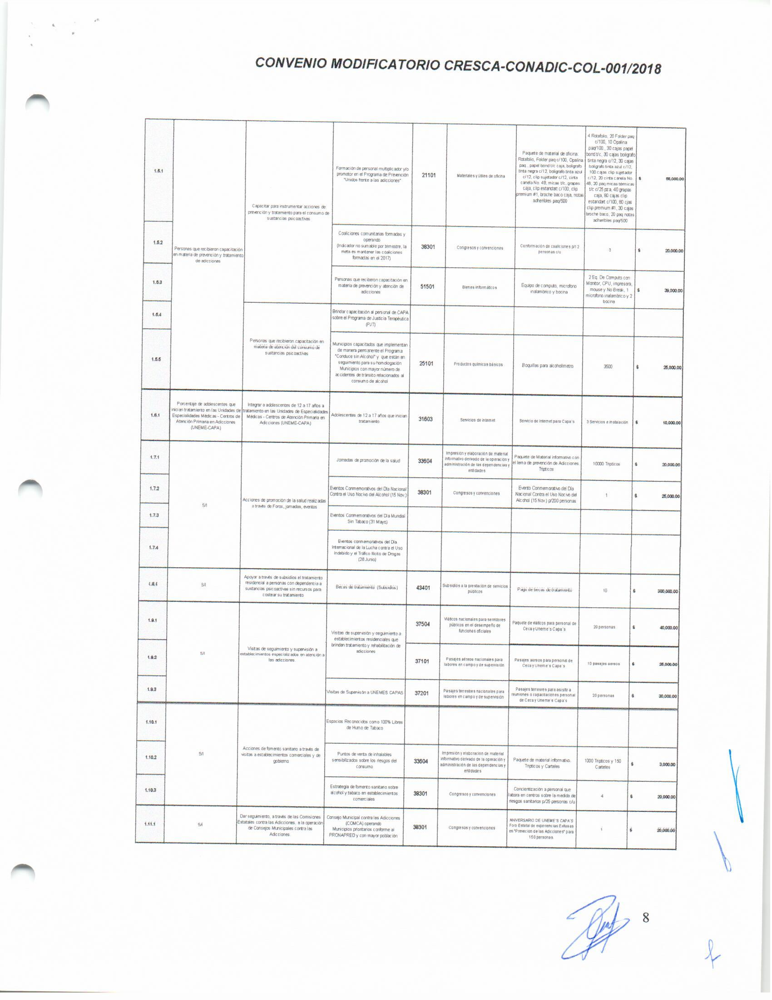 CONVENIO MODIFICATORIO CRESCA-CONADIC-COL-001/2018
1.5.1
Personas que recibieron capacitación
en materia de prevención y tratamiento
de adicciones
Capacitar para instrumentar acciones de
prevención y tratamiento para el consumo de
sustancias psicoactivas
Formación de personal multiplicador y/o
promotor en el Programa de Prevención
"Unidos frente a las adicciones"
21101
Materiales y útiles de oficina
Paquete de material de oficina:
Rotafolio, Folder paq c/100, Opalina
paq., papel bond t/c caja, boligrafo
tinta negra c/12, boligrafo tinta azul
c/12, clip sujetador c/12, cinta
canela No. 48, micas t/c, grapas
caja, clip estandart c/100, clip
premium #1, broche baco caja, notas
adheribles paq/500
4 Rotafolio, 20 Folder paq
c/100, 10 Opalina
paq/100., 30 cajas papel
bond t/c, 30 cajas boligrafo
tinta negra c/12, 30 cajas
boligrafo tinta azul c/12,
100 cajas clip sujetador
c/12, 20 cinta canela No.
48, 20 paq micas térmicas
t/c c/25 pza, 40 grapas
caja, 80 cajas clip
estandart c/100, 80 cjas
clip premium #1, 30 cajas
broche baco, 20 paq notas
adheribles paq/500
$
1.5.2
Coaliciones comunitarias formadas y
operando
(Indicador no sumable por trimestre, la
meta es mantener las coaliciones
formadas en el 2017)
38301
Congresos y convenciones
Conformación de coaliciones p/12
personas c/u
3
$ 20,000.00
1.5.3
Personas que reciberon capacitación en
materia de prevención y atención de
adicciones
51501
Bienes informáticos
Equipo de computo, microfono
inalambrico y bocina
2 Eq. De Computo con
Monitor, CPU, impresora,
mouse y No Break, 1
microfono inalambrico y 2
bocina
$ 39,000.00
1.5.4
Personas que recibieron capacitación en
materia de atención del consumo de
sustancias psicoactivas
Brindar capacitación al personal de CAPA
sobre el Programa de Justicia Terapéutica
(PJT)
1.5.5
Municipios capacitados que implementan
de manera permanente el Programa
"Conduce sin Alcohol" y que están en
seguimiento para su homologación
Municipios con mayor número de
accidentes de tránsito relacionados al
consumo de alcohol
25101
Productos químicos básicos
Boquillas para alcoholimetro
3500
$ 25,000.00
1.6.1
Porcentaje de adolescentes que
inician tratamiento en las Unidades de
Especialidades Médicas - Centros de
Atención Primaria en Adicciones
(UNEME-CAPA)
Integrar a adolescentes de 12 a 17 años a
tratamiento en las Unidades de Especialidades
Médicas - Centros de Atención Primaria en
Adicciones (UNEME-CAPA)
Adolescentes de 12 a 17 años que inician
tratamiento
31603
Servicios de internet
Servicio de Internet para Capa's
3 Servicios e instalación
$ 10,000.00
1.7.1
S/I
Acciones de promoción de la salud realizadas
a través de Foros, jornadas, eventos
Jornadas de promoción de la salud
33604
Impresión y elaboración de material
informativo derivado de la operación y
administración de las dependencias y
entidades
Paquete de Material informativo con
el lema de prevención de Adicciones.
Tripticos
10000 Tripticos
$ 20,000.00
1.7.2
Eventos Conmemorativos del Día Nacional
Contra el Uso Nocivo del Alcohol (15 Nov.)
38301
Congresos y convenciones
Evento Conmemorativo del Día
Nacional Contra el Uso Nocivo del
Alcohol (15 Nov.) p/200 personas
1
$ 25,000.00
1.7.3
Eventos Conmemorativos del Día Mundial
Sin Tabaco (31 Mayo)
1.7.4
Eventos conmemorativos del Día
Internacional de la Lucha contra el Uso
Indebido y el Tráfico Ilícito de Drogas
(26 Junio)
1.8.1
S/I
Apoyar a través de subsidios el tratamiento
residencial a personas con dependencia a
sustancias psicoactivas sin recursos para
costear su tratamiento
Becas de tratamiento (Subsidios)
43401
Subsidios a la prestación de servicios
públicos
Pago de becas de tratamiento
10
$ 300,000.00
1.9.1
S/I
Visitas de seguimiento y supervisión a
establecimientos especializados en atención a
las adicciones
Visitas de supervisión y seguimiento a
establecimientos residenciales que
brindan tratamiento y rehabilitación de
adicciones
37504
Viáticos nacionales para servidores
públicos en el desempeño de
funciones oficiales
Paquete de viaticos para personal de
Ceca y Uneme's Capa's
20 personas
$ 40,000.00
1.9.2
37101
Pasajes aéreos nacionales para
labores en campo y de supervisión
Pasajes aereos para personal de
Ceca y Uneme's Capa's
10 pasajes aereos
$ 25,000.00
1.9.3
Visitas de Supervisón a UNEMES CAPAS
37201
Pasajes terrestres nacionales para
labores en campo y de supervisión
Pasajes terresres para asisitir a
reuniones o capacitaciones personal
de Ceca y Uneme's Capa's
20 personas
$ 30,000.00
1.10.1
S/I
Acciones de fomento sanitario a través de
visitas a establecimientos comerciales y de
gobierno
Espacios Reconocidos como 100% Libres
de Humo de Tabaco
1.10.2
Puntos de venta de inhalables
sensibilizados sobre los riesgos del
consumo
33604
Impresión y elaboración de material
informativo derivado de la operación y
administración de las dependencias y
entidades
Paquete de material informativo.
Tripticos y Carteles
1000 Tripticos y 150
Carteles
$ 3,000.00
1.10.3
Estrategia de fomento sanitario sobre
alcohol y tabaco en establecimientos
comerciales
38301
Congresos y convenciones
Concientización a personal que
labora en centros sobre la medida de
riesgos sanitarios p/25 personas c/u
4
$ 20,000.00
1.11.1
S/I
Dar seguimiento, a través de las Comisiones
Estatales contra las Adicciones, a la operación
de Consejos Municipales contra las
Adicciones
Consejo Municipal contra las Adicciones
(COMCA) operando
Municipios prioritarios conforme al
PRONAPRED y con mayor población
38301
Congresos y convenciones
ANIVERSARIO DE UNEME'S CAPA'S
Foro Estatal de experiencias Exitosas
en "Preveción de las Adicciones" para
150 personas.
1
$ 20,000.00
8